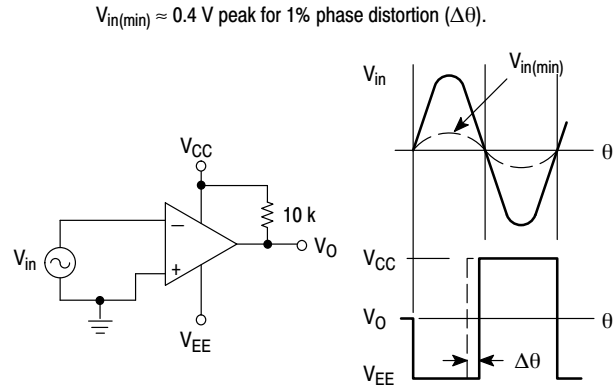 V_in(min) ≈ 0.4 V peak for 1% phase distortion (Δθ).
V_in
V_in(min)
θ
V_CC
10 k
−
+
V_in
V_O
V_EE
V_CC
V_O
θ
V_EE
Δθ